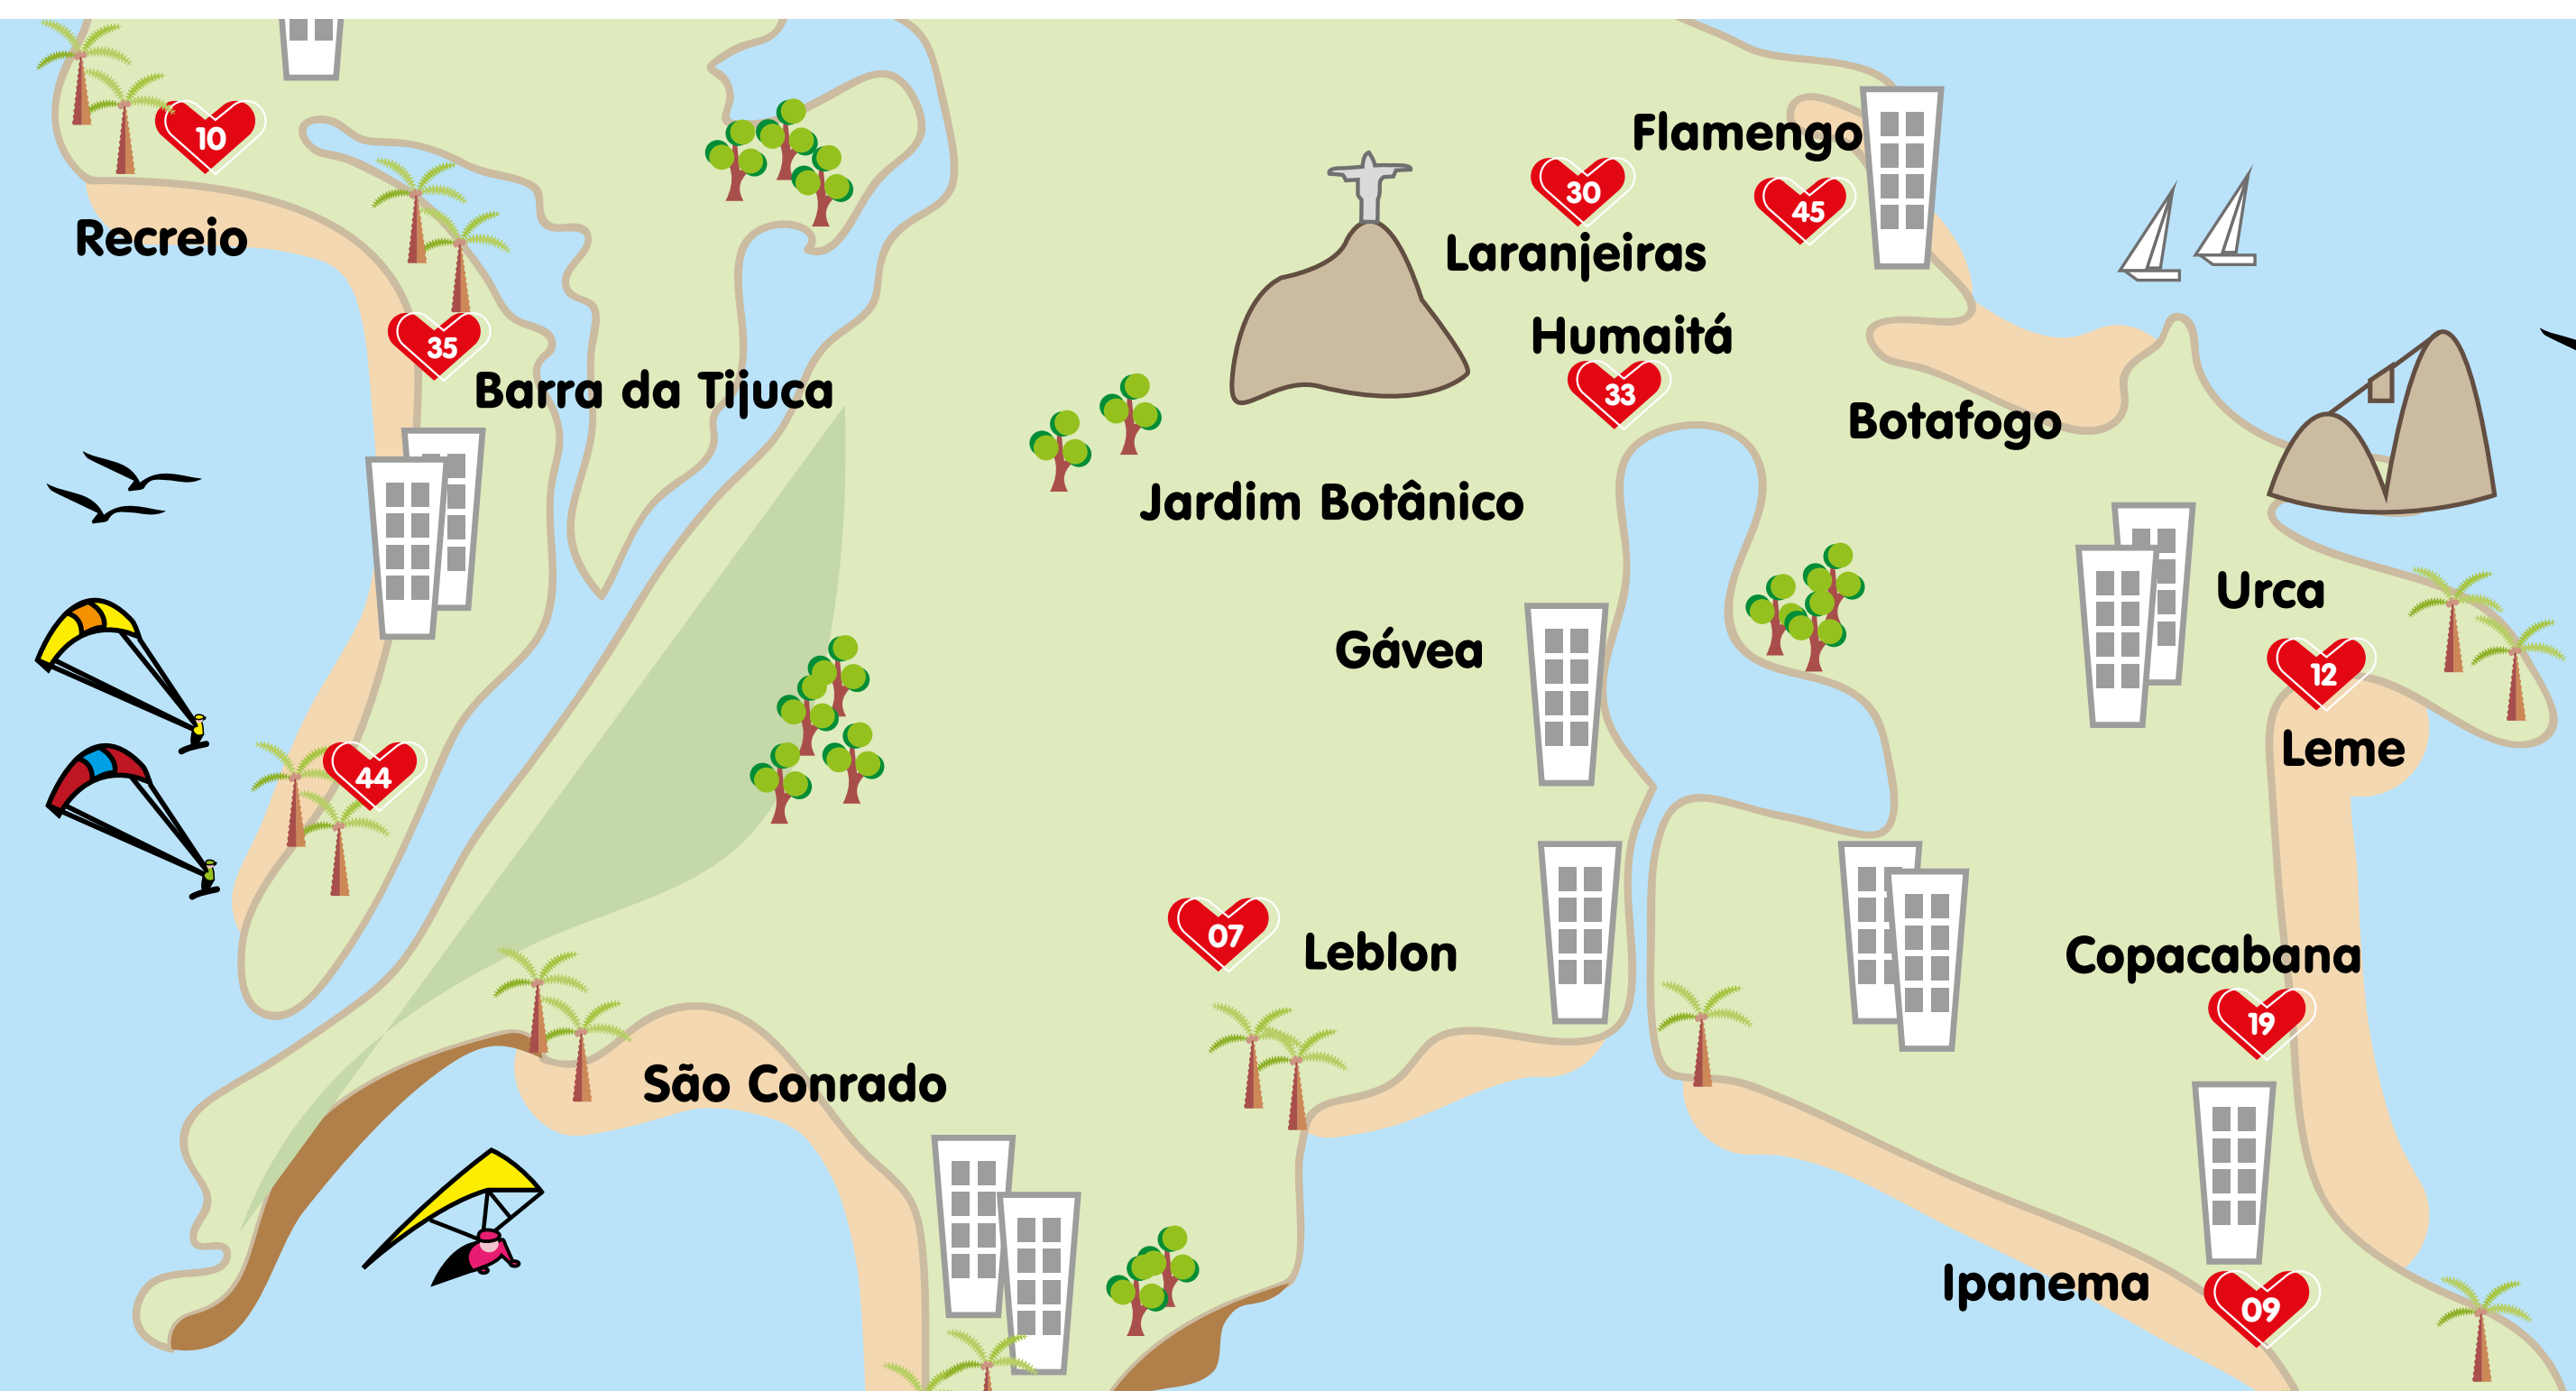 10
Recreio
35
Barra da Tijuca
44
São Conrado
Flamengo
30
45
Laranjeiras
Humaitá
33
Botafogo
Jardim Botânico
Gávea
Urca
12
Leme
07
Leblon
Copacabana
19
Ipanema
09